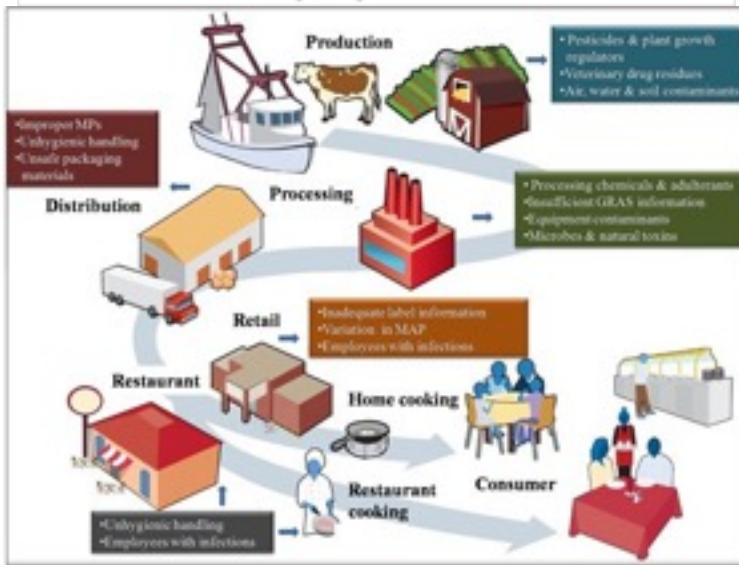 Production
•Pesticides & plant growth
regulators
•Veterinary drug residues
•Air, water & soil contaminants
•Improper MPs
•Unhygienic handling
•Unsafe packaging
materials
Distribution
Processing
•Processing chemicals & adulterants
•Insufficient GRAS information
•Equipment contaminants
•Microbes & natural toxins
Retail
•Inadequate label information
•Variation in MAP
•Employees with infections
Restaurant
Home cooking
Restaurant
cooking
Consumer
•Unhygienic handling
•Employees with infections